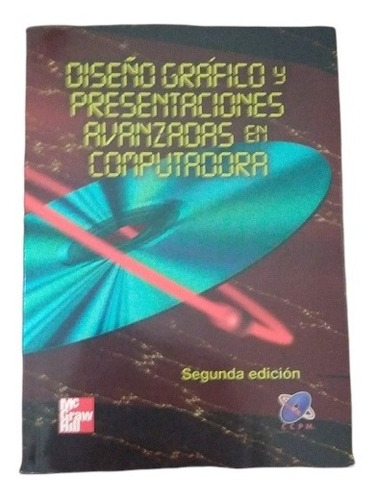 DISEÑO GRÁFICO y
PRESENTACIONES
AVANZADAS EN
COMPUTADORA
Segunda edición
Mc
Graw
Hill
C.C.P.M.